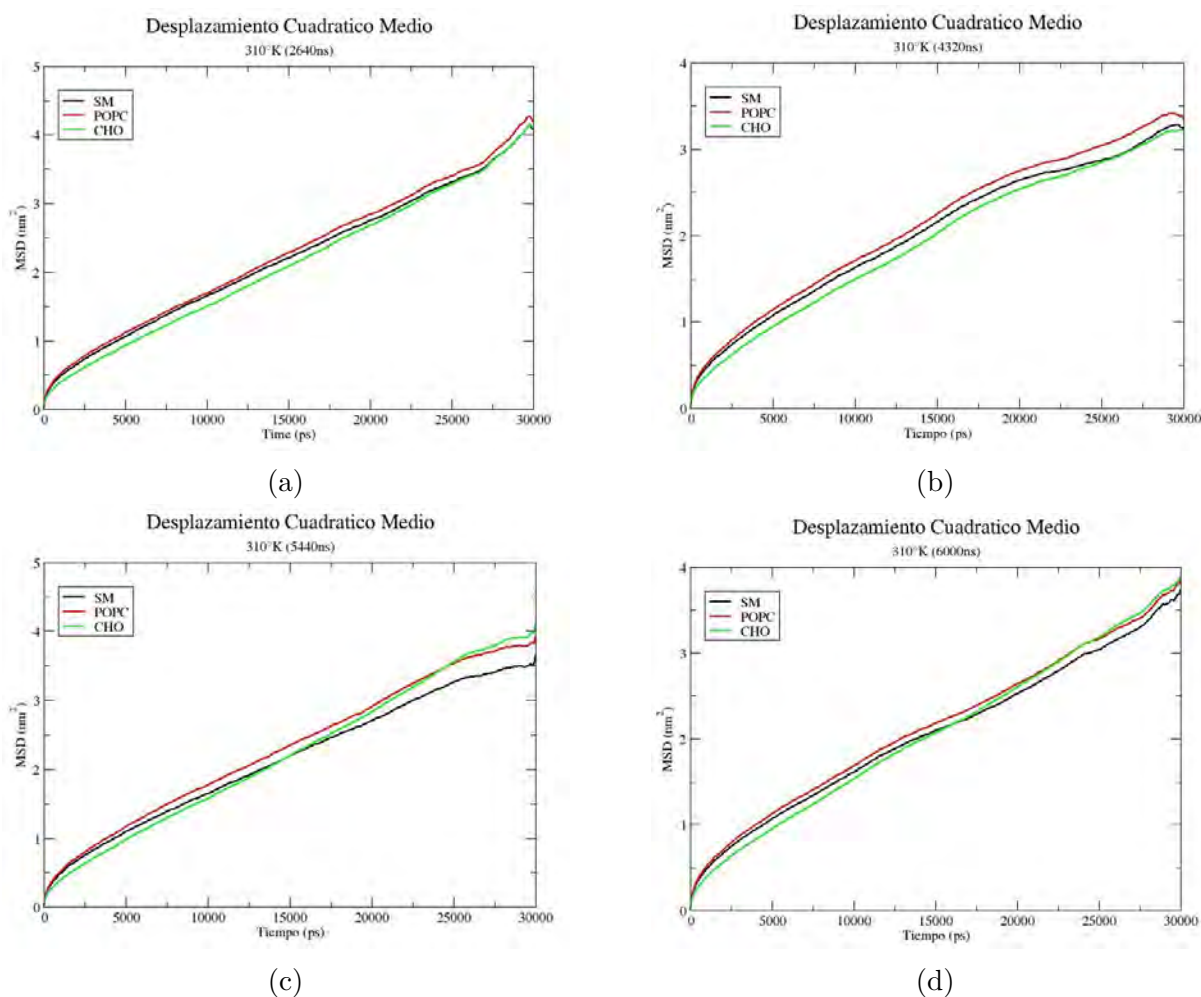 Desplazamiento Cuadratico Medio
310°K (2640ns)
SM
POPC
CHO
MSD (nm²)
0
1
2
3
4
5
0 5000 10000 15000 20000 25000 30000
Time (ps)
(a)
Desplazamiento Cuadratico Medio
310°K (4320ns)
SM
POPC
CHO
MSD (nm²)
0
1
2
3
4
0 5000 10000 15000 20000 25000 30000
Tiempo (ps)
(b)
Desplazamiento Cuadratico Medio
310°K (5440ns)
SM
POPC
CHO
MSD (nm²)
0
1
2
3
4
5
0 5000 10000 15000 20000 25000 30000
Tiempo (ps)
(c)
Desplazamiento Cuadratico Medio
310°K (6000ns)
SM
POPC
CHO
MSD (nm²)
0
1
2
3
4
0 5000 10000 15000 20000 25000 30000
Tiempo (ps)
(d)